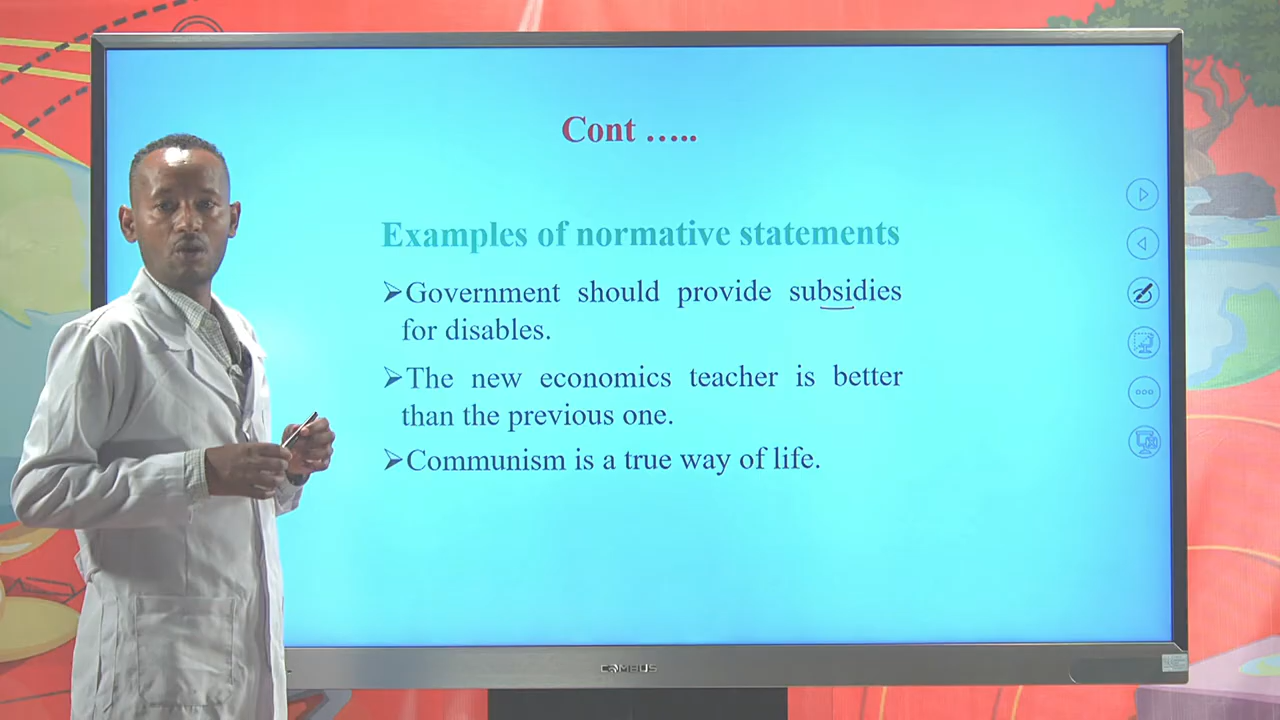 Cont …..
Examples of normative statements
➢Government should provide subsidies
for disables.
➢The new economics teacher is better
than the previous one.
➢Communism is a true way of life.
CAMBUS